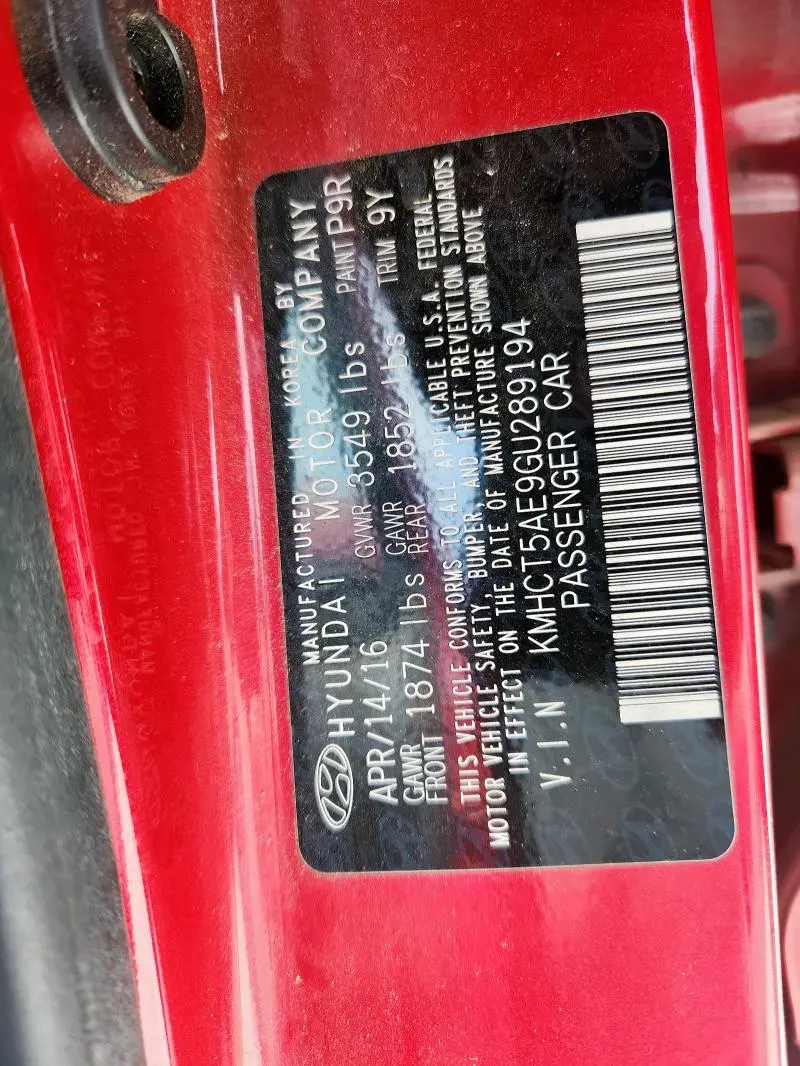 MANUFACTURED IN KOREA BY
HYUNDAI MOTOR COMPANY
APR/14/16 GVWR 3549 lbs PAINT P9R
GAWR FRONT 1874 lbs GAWR REAR 1852 lbs TRIM 9Y
THIS VEHICLE CONFORMS TO ALL APPLICABLE U.S.A. FEDERAL
MOTOR VEHICLE SAFETY, BUMPER, AND THEFT PREVENTION STANDARDS
IN EFFECT ON THE DATE OF MANUFACTURE SHOWN ABOVE
V.I.N KMHCT5AE9GU289194
PASSENGER CAR